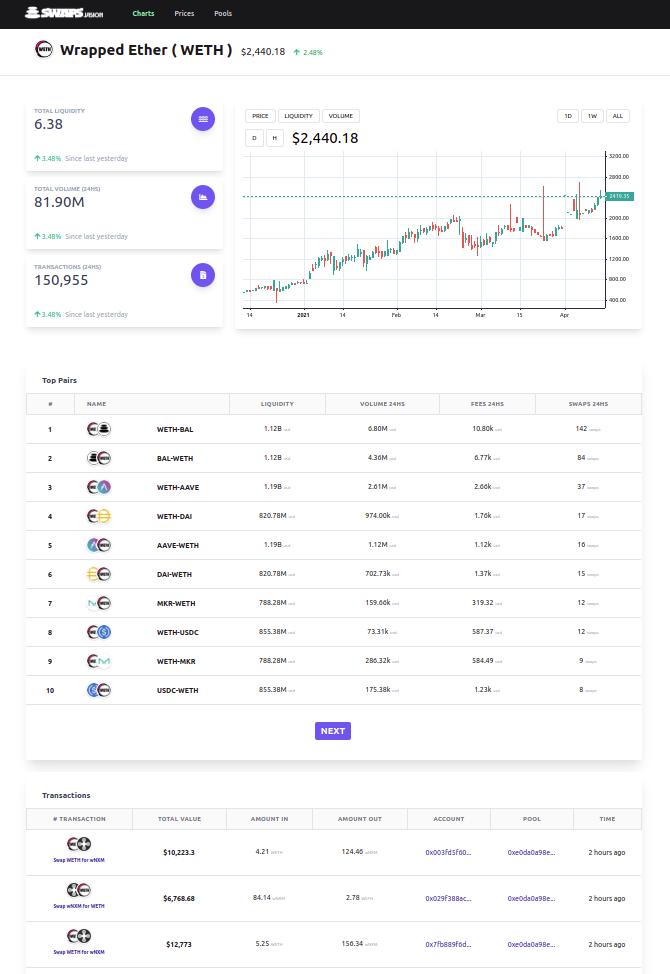 SWAPS.VISION Charts Prices Pools
Wrapped Ether ( WETH ) $2,440.18 2.48%
TOTAL LIQUIDITY
6.38
3.48% Since last yesterday
TOTAL VOLUME (24HS)
81.90M
3.48% Since last yesterday
TRANSACTIONS (24HS)
150,955
3.48% Since last yesterday
PRICE LIQUIDITY VOLUME 1D 1W ALL
D H $2,440.18
3200.00
2800.00
2419.35
2000.00
1600.00
1200.00
800.00
400.00
14 2021 14 Feb 14 Mar 15 Apr
Top Pairs
# NAME LIQUIDITY VOLUME 24HS FEES 24HS SWAPS 24HS
1 WETH-BAL 1.12B usd 6.80M usd 10.80k usd 142 swaps
2 BAL-WETH 1.12B usd 4.36M usd 6.77k usd 84 swaps
3 WETH-AAVE 1.19B usd 2.61M usd 2.66k usd 37 swaps
4 WETH-DAI 820.78M usd 974.00k usd 1.76k usd 17 swaps
5 AAVE-WETH 1.19B usd 1.12M usd 1.12k usd 16 swaps
6 DAI-WETH 820.78M usd 702.73k usd 1.37k usd 15 swaps
7 MKR-WETH 788.28M usd 159.66k usd 319.32 usd 12 swaps
8 WETH-USDC 855.38M usd 73.31k usd 587.37 usd 12 swaps
9 WETH-MKR 788.28M usd 286.32k usd 584.49 usd 9 swaps
10 USDC-WETH 855.38M usd 175.38k usd 1.23k usd 8 swaps
NEXT
Transactions
# TRANSACTION TOTAL VALUE AMOUNT IN AMOUNT OUT ACCOUNT POOL TIME
Swap WETH for wNXM $10,223.3 4.21 WETH 124.46 wNXM 0x003fd5f60... 0xe0da0a98e... 2 hours ago
Swap wNXM for WETH $6,768.68 84.14 wNXM 2.78 WETH 0x029f388ac... 0xe0da0a98e... 2 hours ago
Swap WETH for wNXM $12,773 5.25 WETH 156.34 wNXM 0x7fb889f6d... 0xe0da0a98e... 2 hours ago